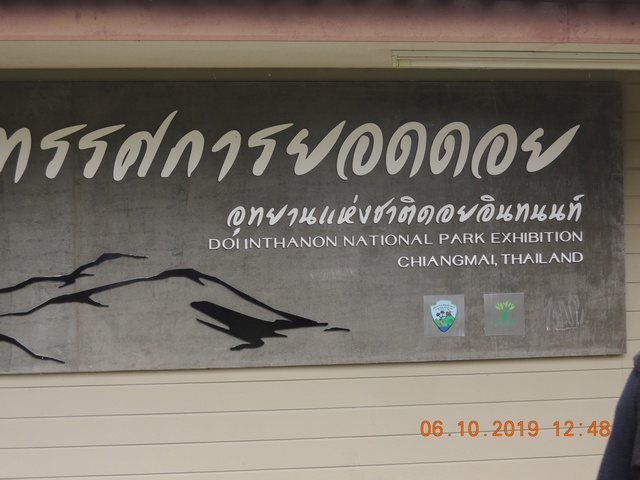 ทรรศการยอดดอย
อุทยานแห่งชาติดอยอินทนนท์
DOI INTHANON NATIONAL PARK EXHIBITION
CHIANGMAI, THAILAND
06.10.2019 12:48